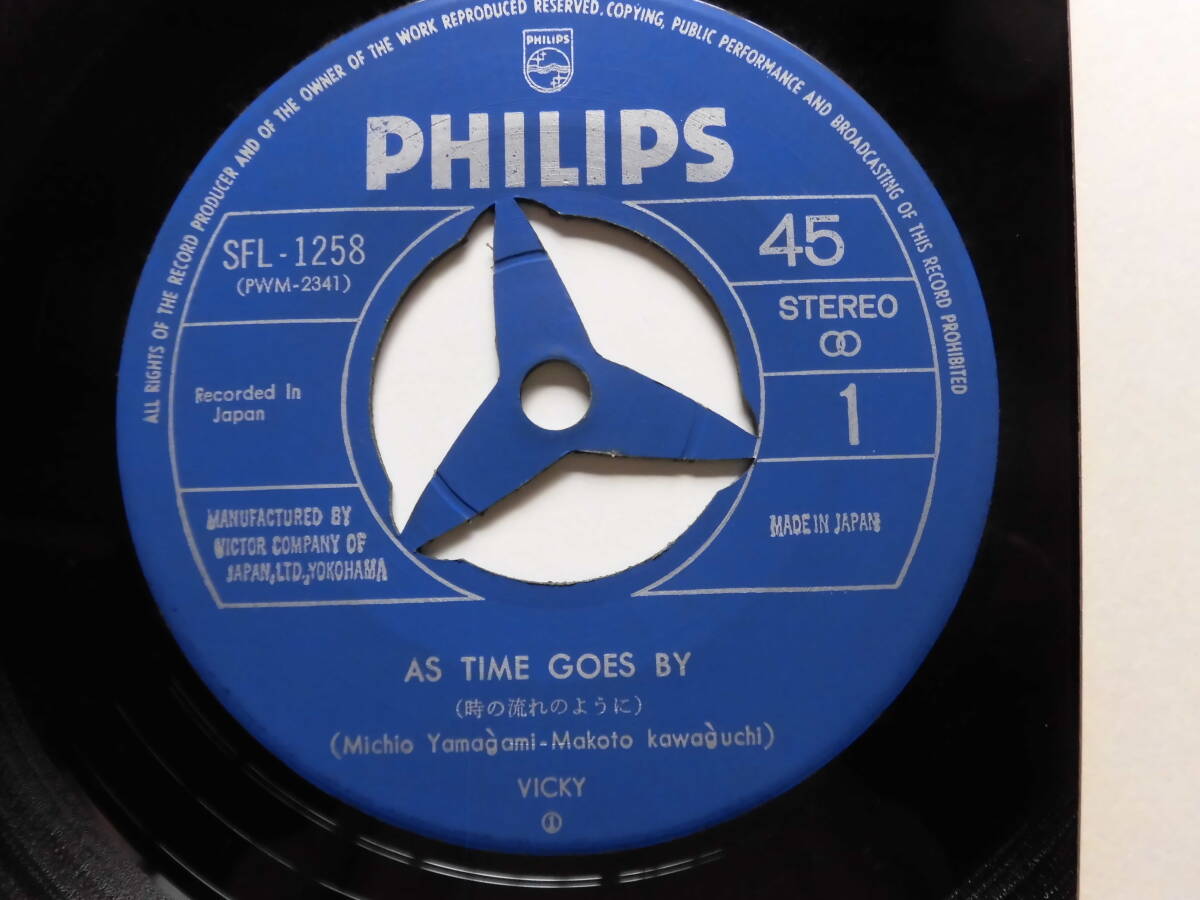 ALL RIGHTS OF THE RECORD PRODUCER AND OF THE OWNER OF THE WORK REPRODUCED RESERVED. COPYING, PUBLIC PERFORMANCE AND BROADCASTING OF THIS RECORD PROHIBITED
PHILIPS
PHILIPS
SFL-1258
(PWM-2341)
Recorded In
Japan
MANUFACTURED BY
VICTOR COMPANY OF
JAPAN,LTD.,YOKOHAMA
45
STEREO
1
MADE IN JAPAN
AS TIME GOES BY
(時の流れのように)
(Michio Yamagami-Makoto kawaguchi)
VICKY
①